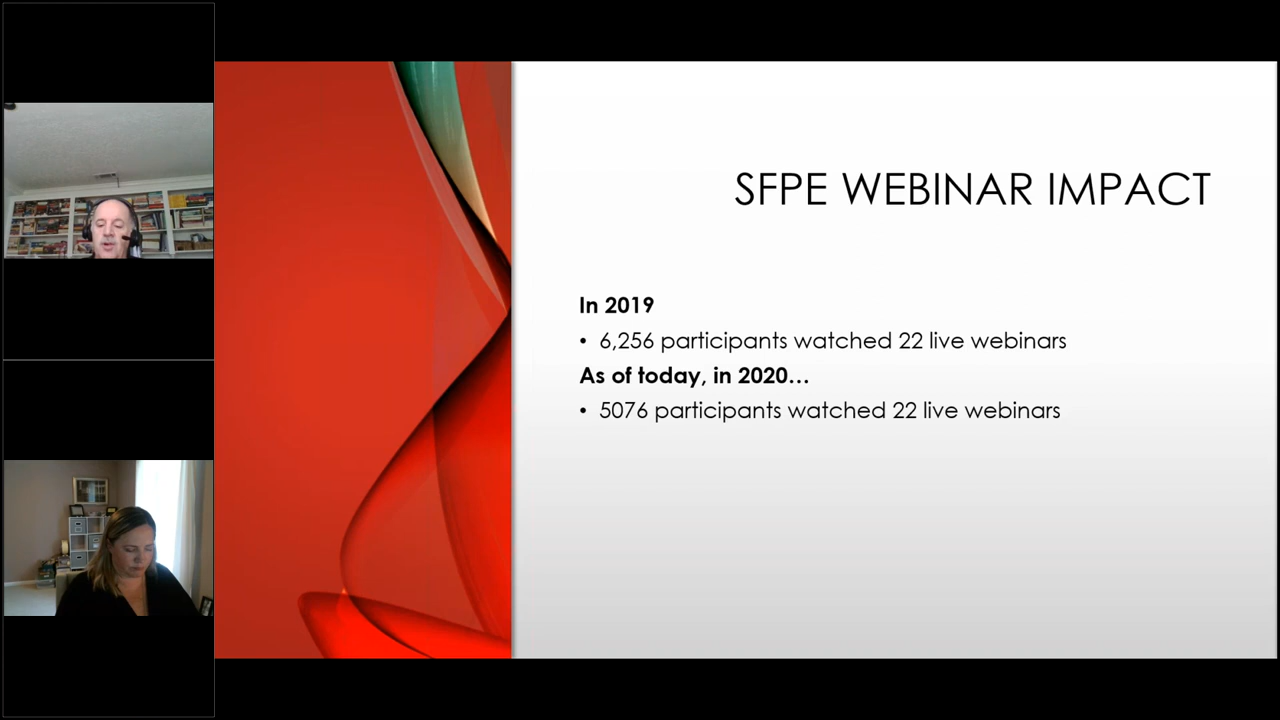 SFPE WEBINAR IMPACT
In 2019
• 6,256 participants watched 22 live webinars
As of today, in 2020…
• 5076 participants watched 22 live webinars